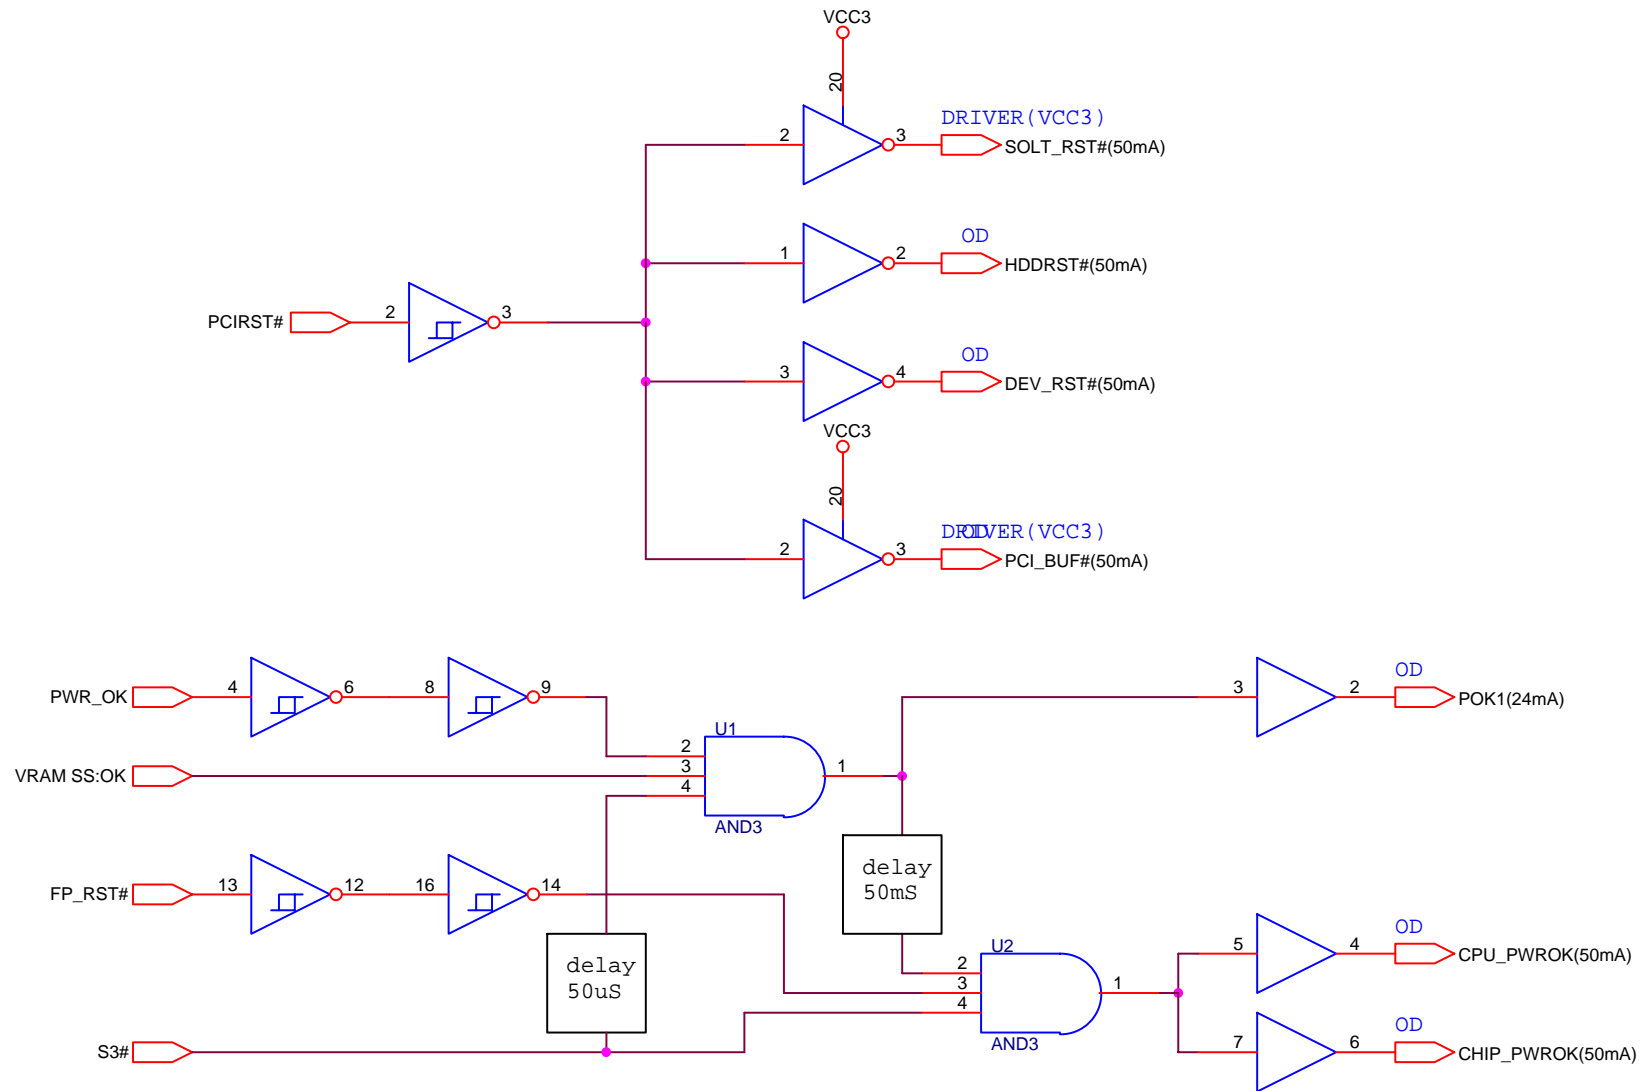 VCC3
20
DRIVER(VCC3)
2
3
SOLT_RST#(50mA)
OD
1
2
HDDRST#(50mA)
PCIRST#
2
3
OD
3
4
DEV_RST#(50mA)
VCC3
20
DRIVER(VCC3)
OD
2
3
PCI_BUF#(50mA)
PWR_OK
4
6
8
9
3
2
OD
POK1(24mA)
U1
2
VRAM SS:OK
3
4
1
AND3
delay
50mS
FP_RST#
13
12
16
14
delay
50uS
U2
2
3
4
1
AND3
5
4
OD
CPU_PWROK(50mA)
S3#
7
6
OD
CHIP_PWROK(50mA)